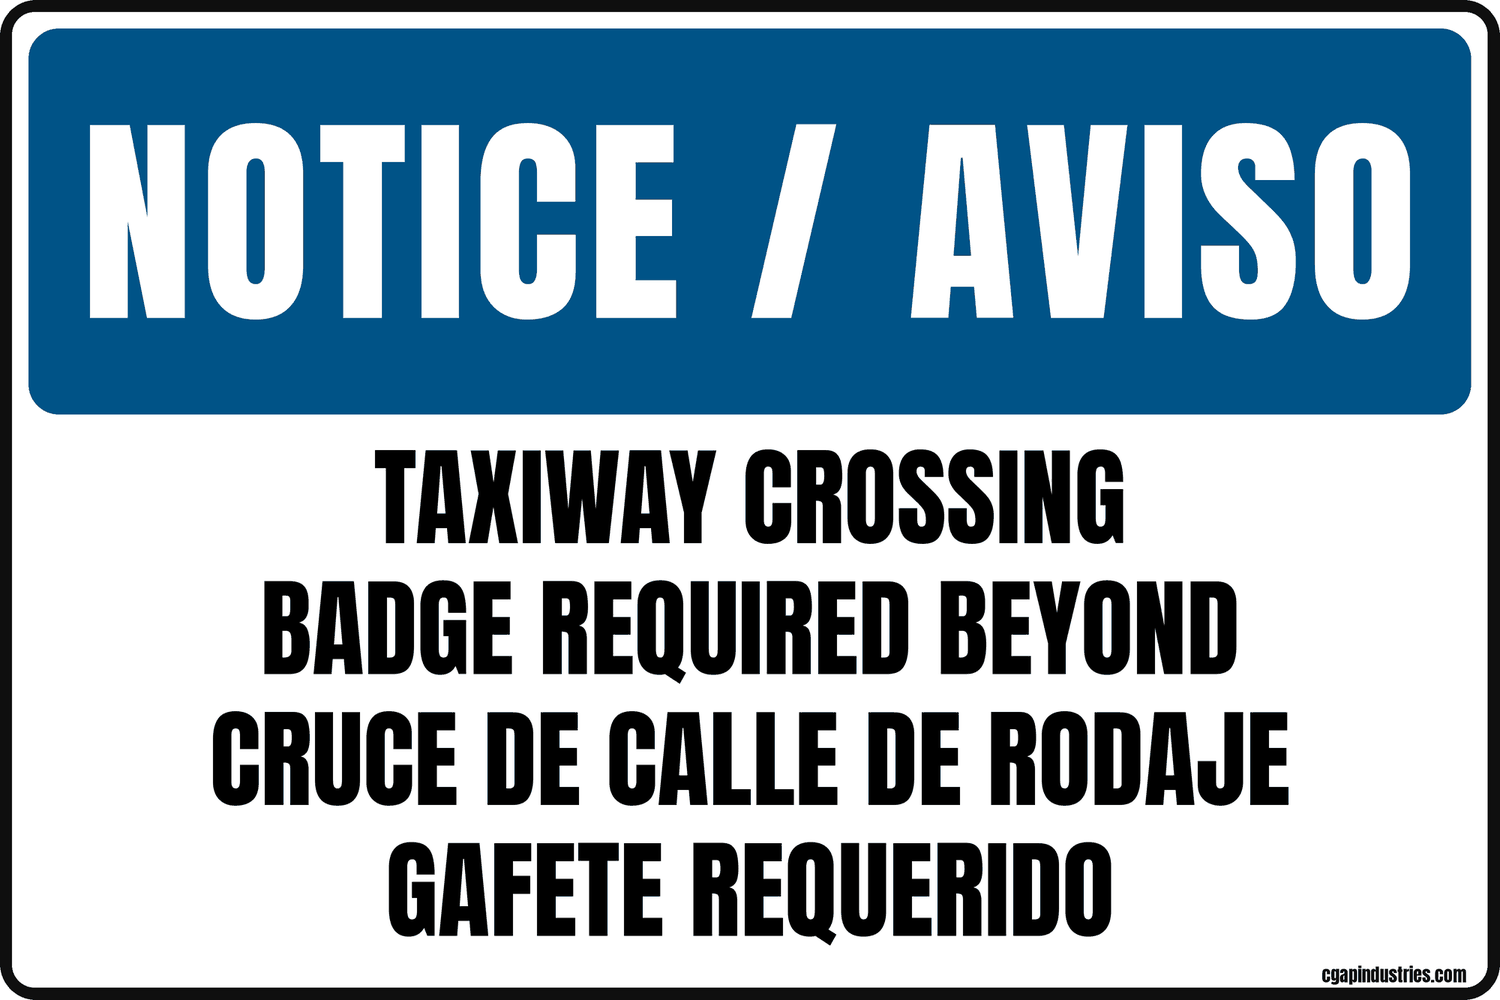 NOTICE / AVISO
TAXIWAY CROSSING
BADGE REQUIRED BEYOND
CRUCE DE CALLE DE RODAJE
GAFETE REQUERIDO
cgapindustries.com